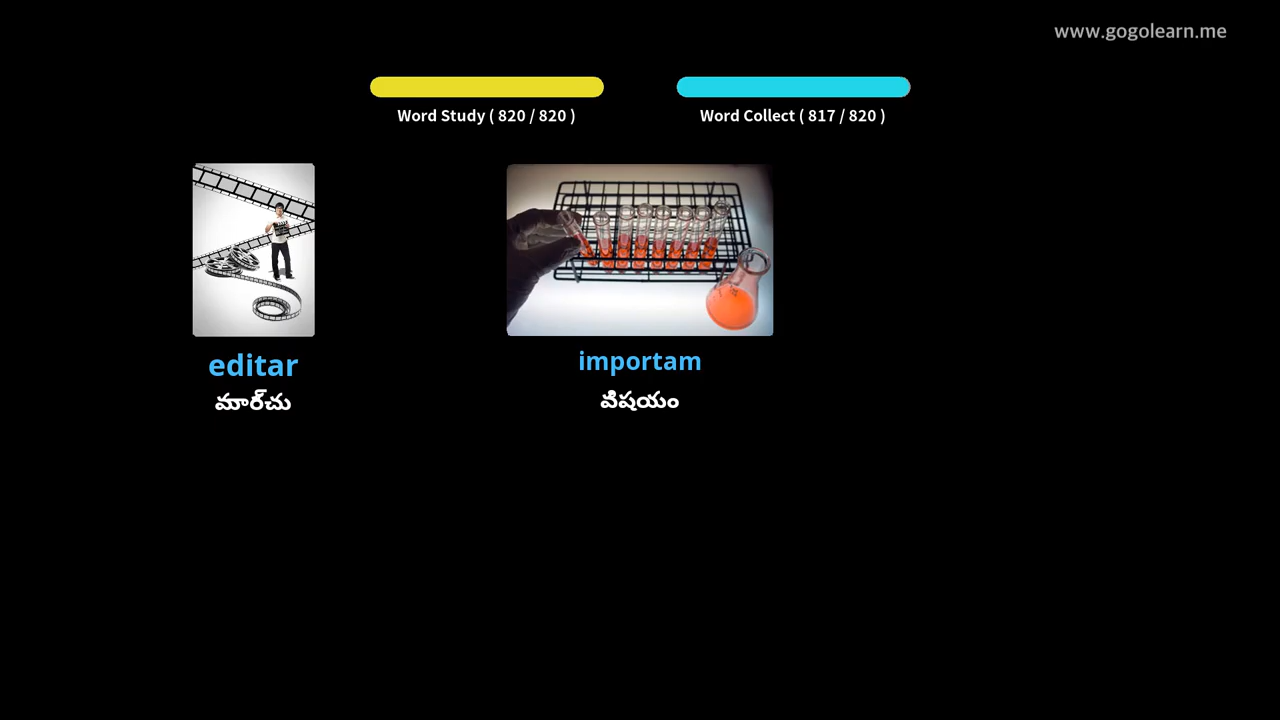 www.gogolearn.me
Word Study ( 820 / 820 )
Word Collect ( 817 / 820 )
editar
మార్చు
importam
విషయం